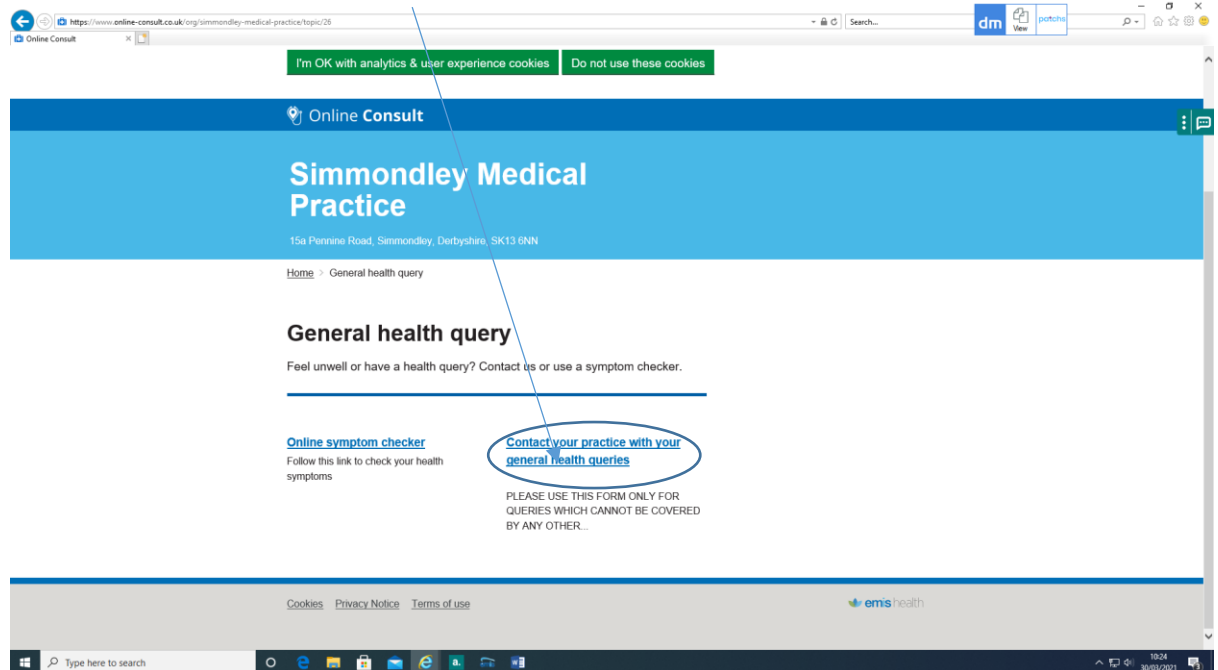 https://www.online-consult.co.uk/org/simmondley-medical-practice/topic/26
Search...
dm
View
patchs
Online Consult
I'm OK with analytics & user experience cookies
Do not use these cookies
Online Consult
Simmondley Medical
Practice
15a Pennine Road, Simmondley, Derbyshire, SK13 6NN
Home > General health query
General health query
Feel unwell or have a health query? Contact us or use a symptom checker.
Online symptom checker
Follow this link to check your health
symptoms
Contact your practice with your
general health queries
PLEASE USE THIS FORM ONLY FOR
QUERIES WHICH CANNOT BE COVERED
BY ANY OTHER...
Cookies Privacy Notice Terms of use
emis health
Type here to search
a.
10:24
30/03/2021